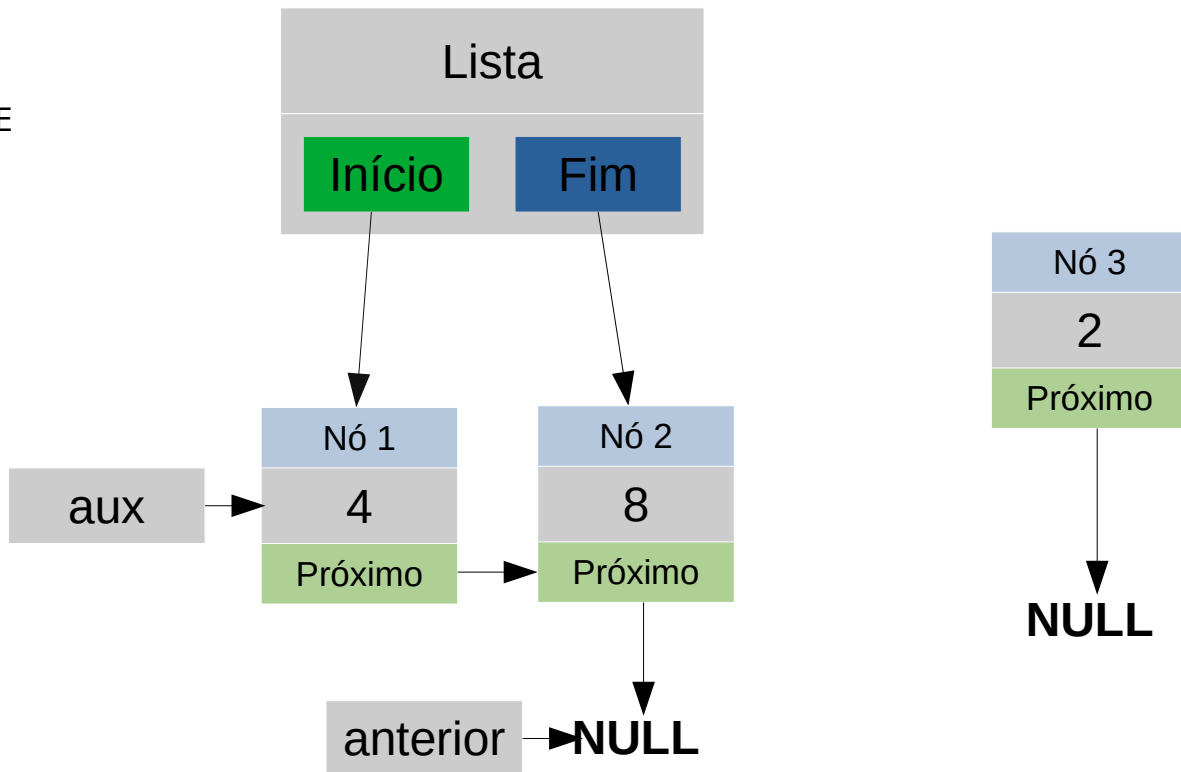 Lista
E
Início Fim
Nó 3
2
Próximo
Nó 1
Nó 2
aux
4
8
Próximo
Próximo
NULL
anterior
NULL